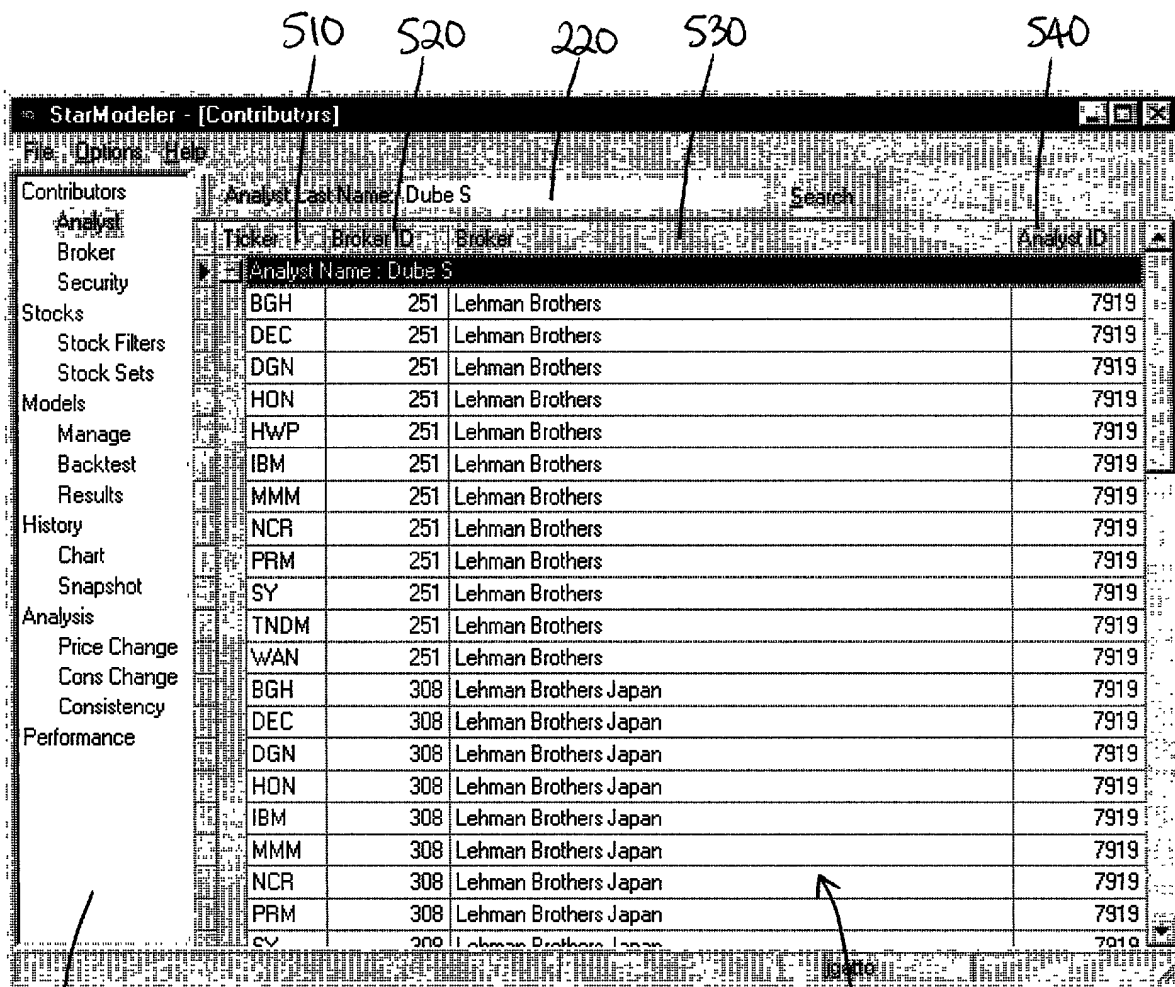 510 520 220 530 540
StarModeler - [Contributors]
File Options Help
Analyst Last Name: Dube S Search
Contributors
Analyst
Broker
Security
Stocks
Stock Filters
Stock Sets
Models
Manage
Backtest
Results
History
Chart
Snapshot
Analysis
Price Change
Cons Change
Consistency
Performance
Ticker Broker ID Broker Analyst ID
Analyst Name : Dube S
BGH 251 Lehman Brothers 7919
DEC 251 Lehman Brothers 7919
DGN 251 Lehman Brothers 7919
HON 251 Lehman Brothers 7919
HWP 251 Lehman Brothers 7919
IBM 251 Lehman Brothers 7919
MMM 251 Lehman Brothers 7919
NCR 251 Lehman Brothers 7919
PRM 251 Lehman Brothers 7919
SY 251 Lehman Brothers 7919
TNDM 251 Lehman Brothers 7919
WAN 251 Lehman Brothers 7919
BGH 308 Lehman Brothers Japan 7919
DEC 308 Lehman Brothers Japan 7919
DGN 308 Lehman Brothers Japan 7919
HON 308 Lehman Brothers Japan 7919
IBM 308 Lehman Brothers Japan 7919
MMM 308 Lehman Brothers Japan 7919
NCR 308 Lehman Brothers Japan 7919
PRM 308 Lehman Brothers Japan 7919
SY 308 Lehman Brothers Japan 7919